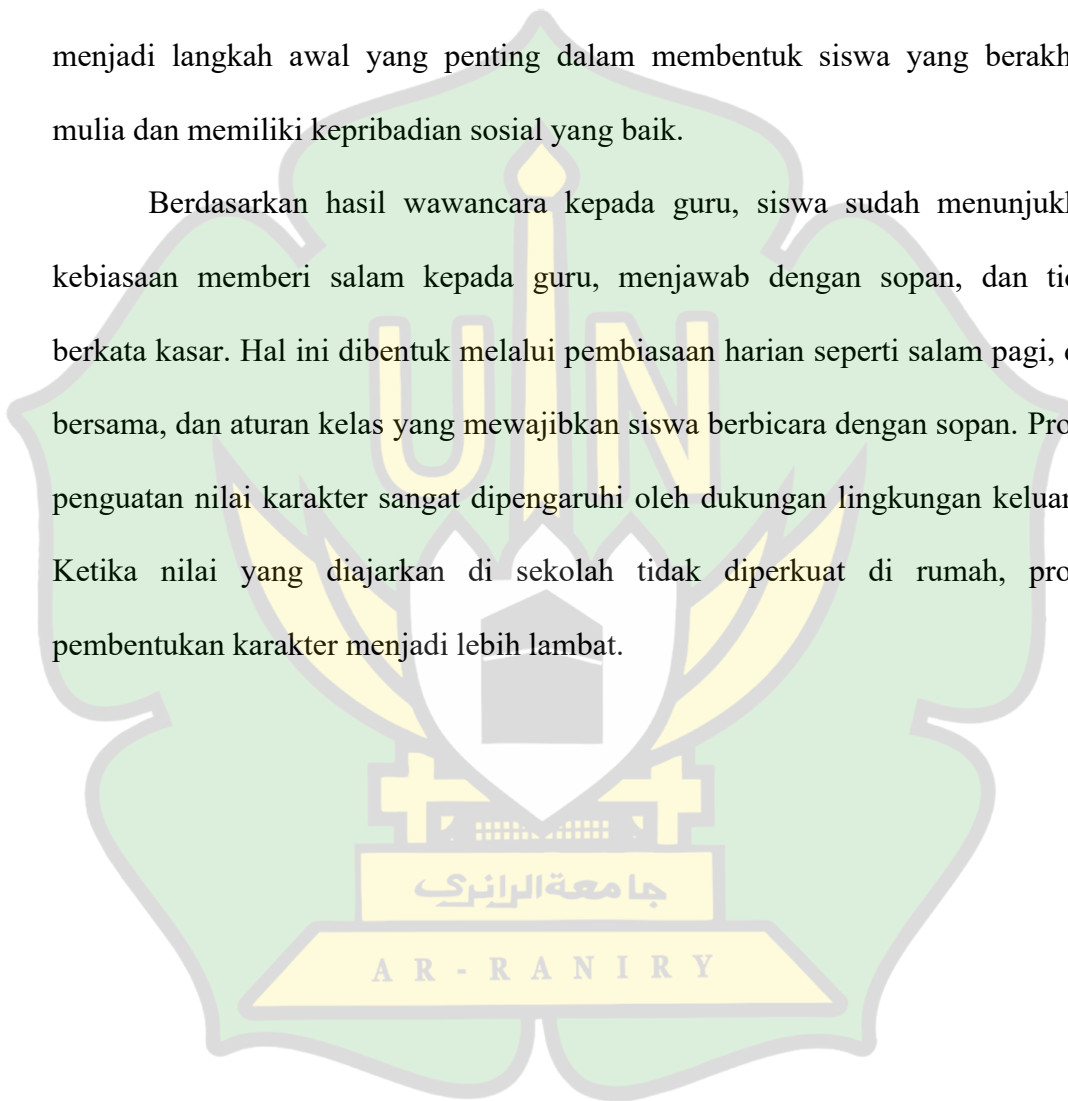 menjadi langkah awal yang penting dalam membentuk siswa yang berakh
mulia dan memiliki kepribadian sosial yang baik.
Berdasarkan hasil wawancara kepada guru, siswa sudah menunjuk
kebiasaan memberi salam kepada guru, menjawab dengan sopan, dan tid
berkata kasar. Hal ini dibentuk melalui pembiasaan harian seperti salam pagi,
bersama, dan aturan kelas yang mewajibkan siswa berbicara dengan sopan. Pro
penguatan nilai karakter sangat dipengaruhi oleh dukungan lingkungan keluar
Ketika nilai yang diajarkan di sekolah tidak diperkuat di rumah, pro
pembentukan karakter menjadi lebih lambat.
UIN
جامعة الرانري
AR-RANIRY